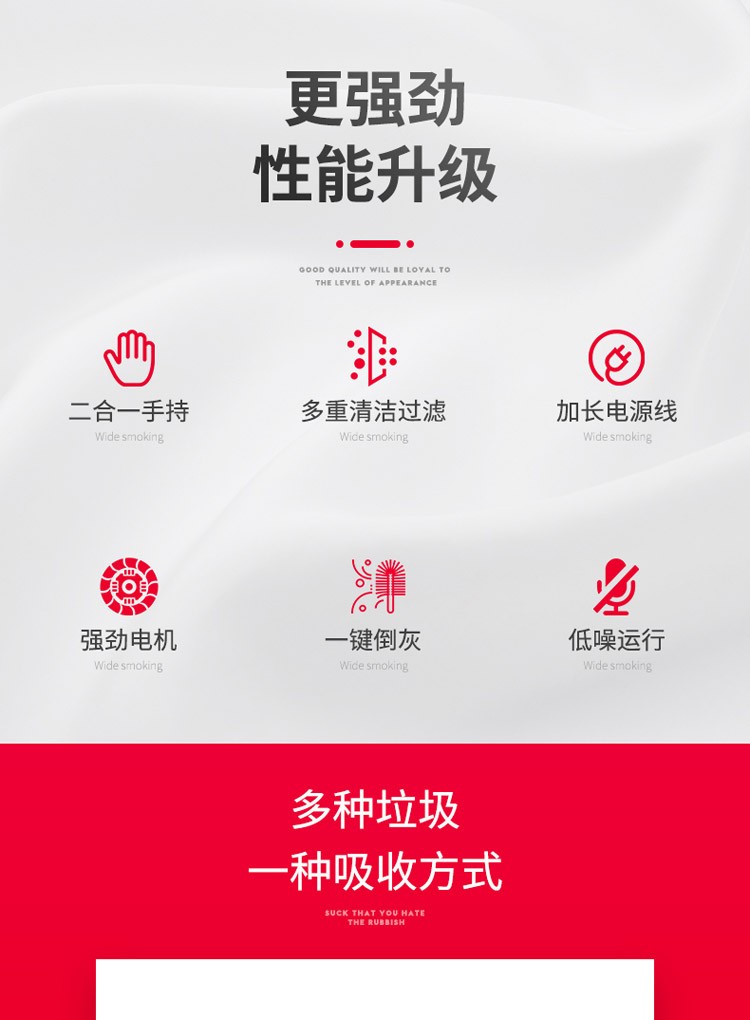 更强劲
性能升级
GOOD QUALITY WILL BE LOYAL TO
THE LEVEL OF APPEARANCE
二合一手持
多重清洁过滤
加长电源线
Wide smoking
Wide smoking
Wide smoking
强劲电机
一键倒灰
低噪运行
Wide smoking
Wide smoking
Wide smoking
多种垃圾
一种吸收方式
SUCK THAT YOU HATE
THE RUBBISH